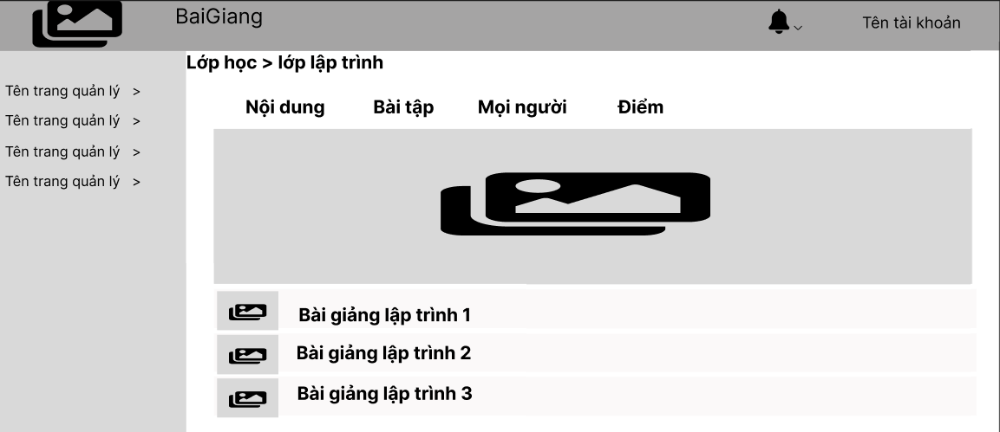 BaiGiang
Tên tài khoản
Lớp học > lớp lập trình
Tên trang quản lý >
Tên trang quản lý >
Tên trang quản lý >
Tên trang quản lý >
Nội dung Bài tập Mọi người Điểm
Bài giảng lập trình 1
Bài giảng lập trình 2
Bài giảng lập trình 3